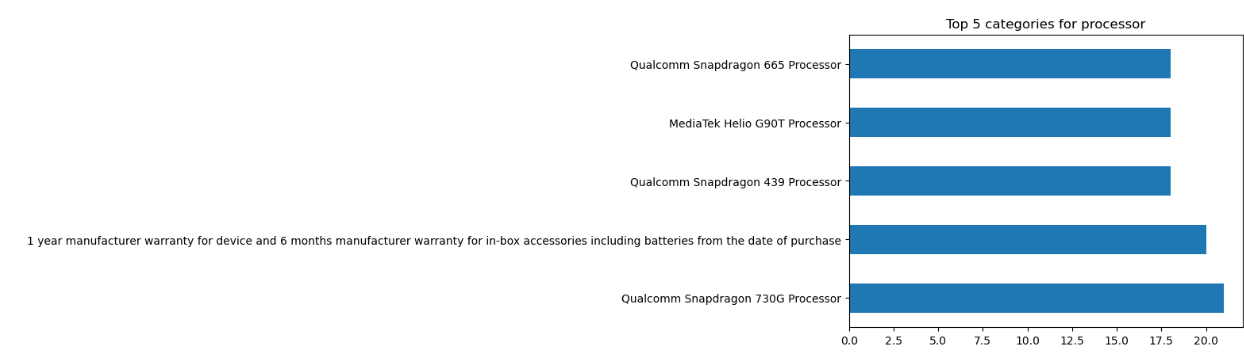 Top 5 categories for processor
Qualcomm Snapdragon 665 Processor
MediaTek Helio G90T Processor
Qualcomm Snapdragon 439 Processor
1 year manufacturer warranty for device and 6 months manufacturer warranty for in-box accessories including batteries from the date of purchase
Qualcomm Snapdragon 730G Processor
0.0 2.5 5.0 7.5 10.0 12.5 15.0 17.5 20.0